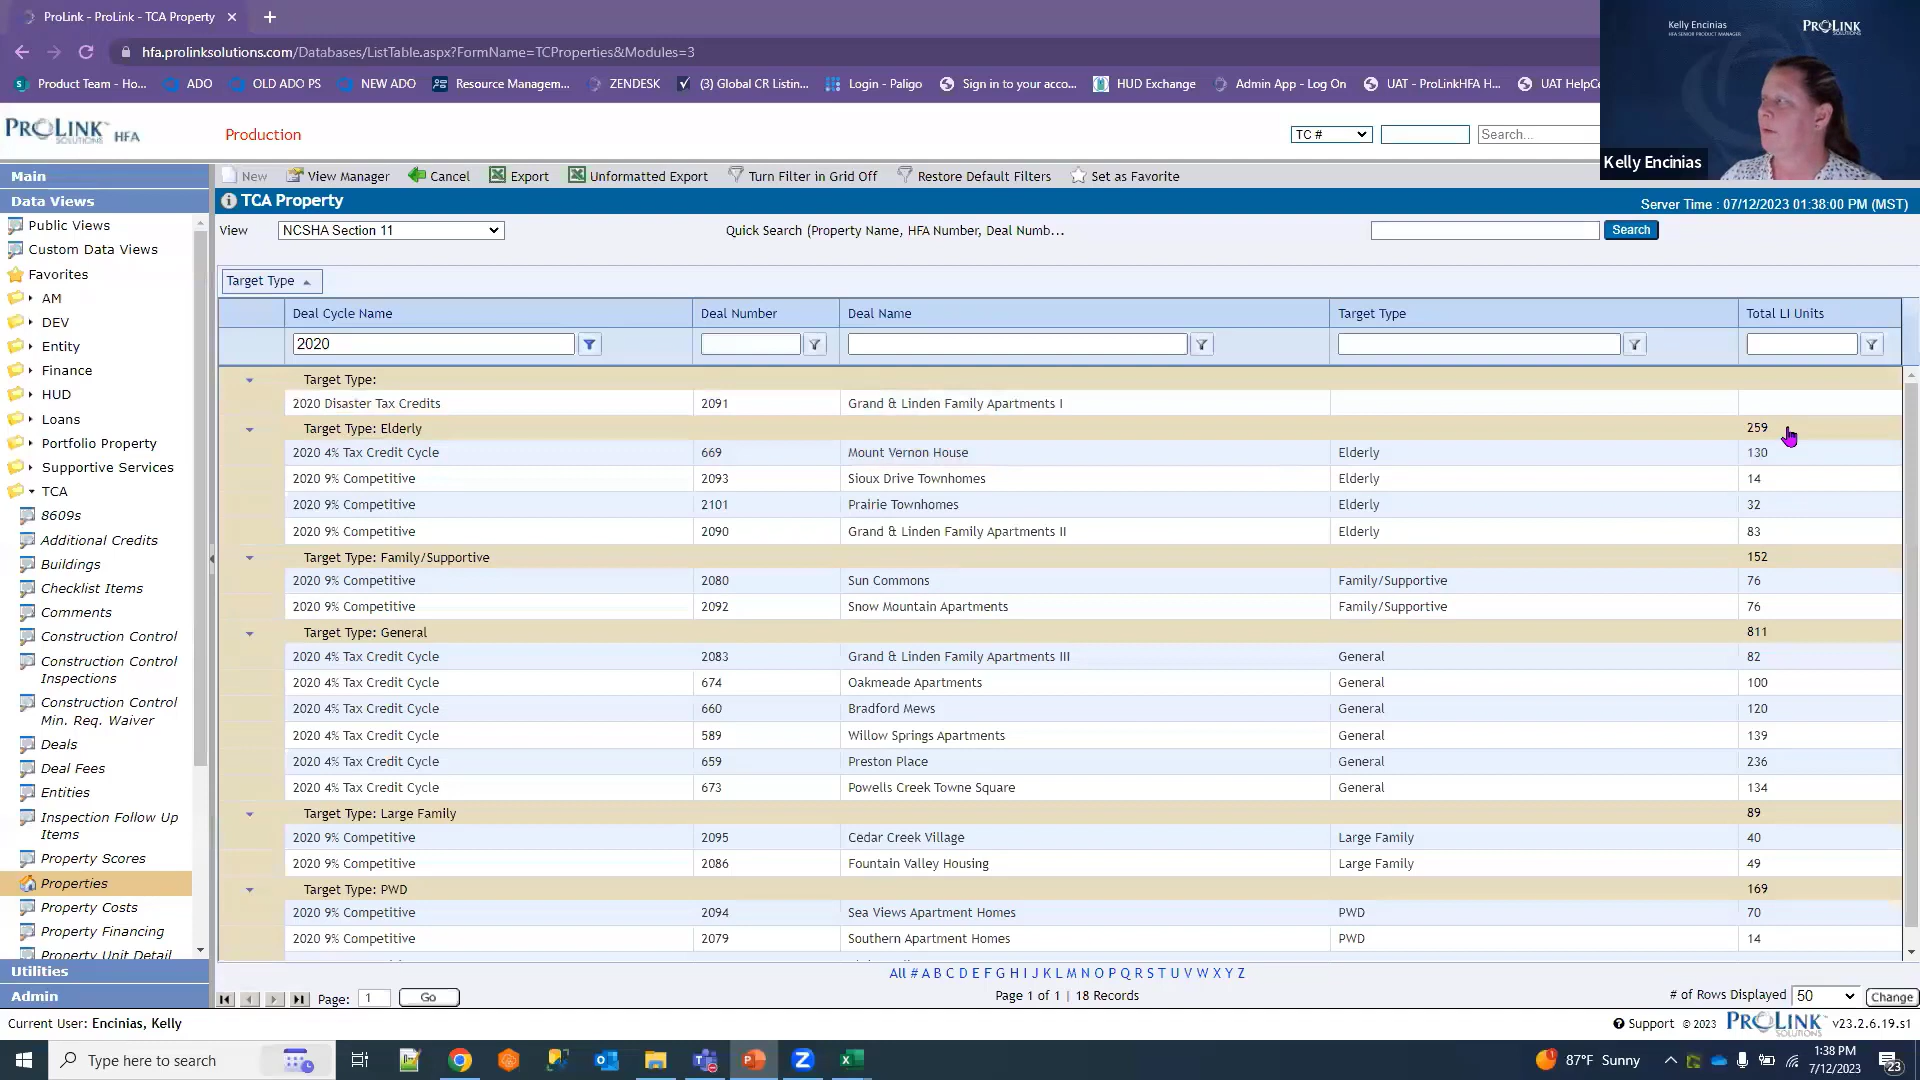 ProLink - ProLink - TCA Property
hfa.prolinksolutions.com/Databases/ListTable.aspx?FormName=TCProperties&Modules=3
Product Team - Ho... ADO OLD ADO PS NEW ADO Resource Managem... ZENDESK (3) Global CR Listin... Login - Paligo Sign in to your acco... HUD Exchange Admin App - Log On UAT - ProLinkHFA H... UAT HelpCe
Kelly Encinias
HFA SENIOR PRODUCT MANAGER
PROLINK
SOLUTIONS
Kelly Encinias
PROLINK SOLUTIONS HFA Production TC # Search...
Main
Data Views
Public Views
Custom Data Views
Favorites
AM
DEV
Entity
Finance
HUD
Loans
Portfolio Property
Supportive Services
TCA
8609s
Additional Credits
Buildings
Checklist Items
Comments
Construction Control
Construction Control
Inspections
Construction Control
Min. Req. Waiver
Deals
Deal Fees
Entities
Inspection Follow Up
Items
Property Scores
Properties
Property Costs
Property Financing
Property Unit Detail
Utilities
Admin
New View Manager Cancel Export Unformatted Export Turn Filter in Grid Off Restore Default Filters Set as Favorite
TCA Property Server Time : 07/12/2023 01:38:00 PM (MST)
View NCSHA Section 11 Quick Search (Property Name, HFA Number, Deal Numb... Search
Target Type
Deal Cycle Name Deal Number Deal Name Target Type Total LI Units
2020
Target Type:
2020 Disaster Tax Credits 2091 Grand & Linden Family Apartments I
Target Type: Elderly 259
2020 4% Tax Credit Cycle 669 Mount Vernon House Elderly 130
2020 9% Competitive 2093 Sioux Drive Townhomes Elderly 14
2020 9% Competitive 2101 Prairie Townhomes Elderly 32
2020 9% Competitive 2090 Grand & Linden Family Apartments II Elderly 83
Target Type: Family/Supportive 152
2020 9% Competitive 2080 Sun Commons Family/Supportive 76
2020 9% Competitive 2092 Snow Mountain Apartments Family/Supportive 76
Target Type: General 811
2020 4% Tax Credit Cycle 2083 Grand & Linden Family Apartments III General 82
2020 4% Tax Credit Cycle 674 Oakmeade Apartments General 100
2020 4% Tax Credit Cycle 660 Bradford Mews General 120
2020 4% Tax Credit Cycle 589 Willow Springs Apartments General 139
2020 4% Tax Credit Cycle 659 Preston Place General 236
2020 4% Tax Credit Cycle 673 Powells Creek Towne Square General 134
Target Type: Large Family 89
2020 9% Competitive 2095 Cedar Creek Village Large Family 40
2020 9% Competitive 2086 Fountain Valley Housing Large Family 49
Target Type: PWD 169
2020 9% Competitive 2094 Sea Views Apartment Homes PWD 70
2020 9% Competitive 2079 Southern Apartment Homes PWD 14
All # A B C D E F G H I J K L M N O P Q R S T U V W X Y Z
Page: 1 Go Page 1 of 1 | 18 Records # of Rows Displayed 50 Change
Current User: Encinias, Kelly Support © 2023 PROLINK SOLUTIONS v23.2.6.19.s1
Type here to search 87°F Sunny 1:38 PM
7/12/2023 23